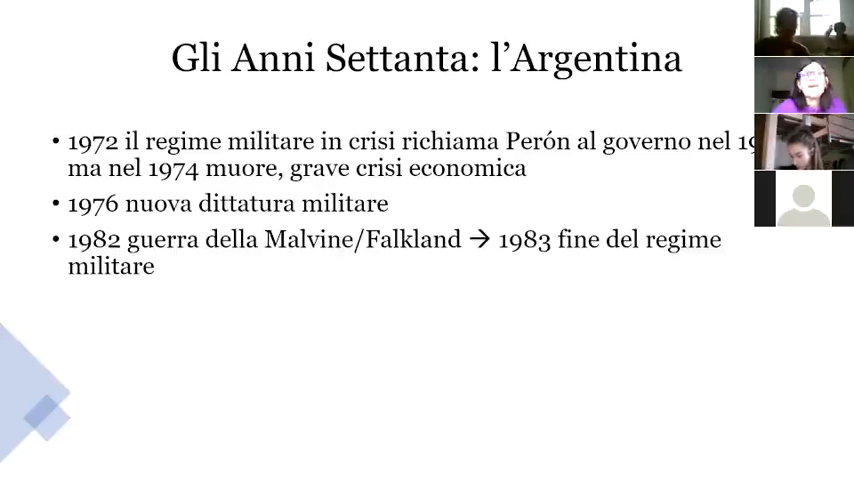 Gli Anni Settanta: l'Argentina
• 1972 il regime militare in crisi richiama Perón al governo nel
ma nel 1974 muore, grave crisi economica
• 1976 nuova dittatura militare
• 1982 guerra della Malvine/Falkland → 1983 fine del regime
militare